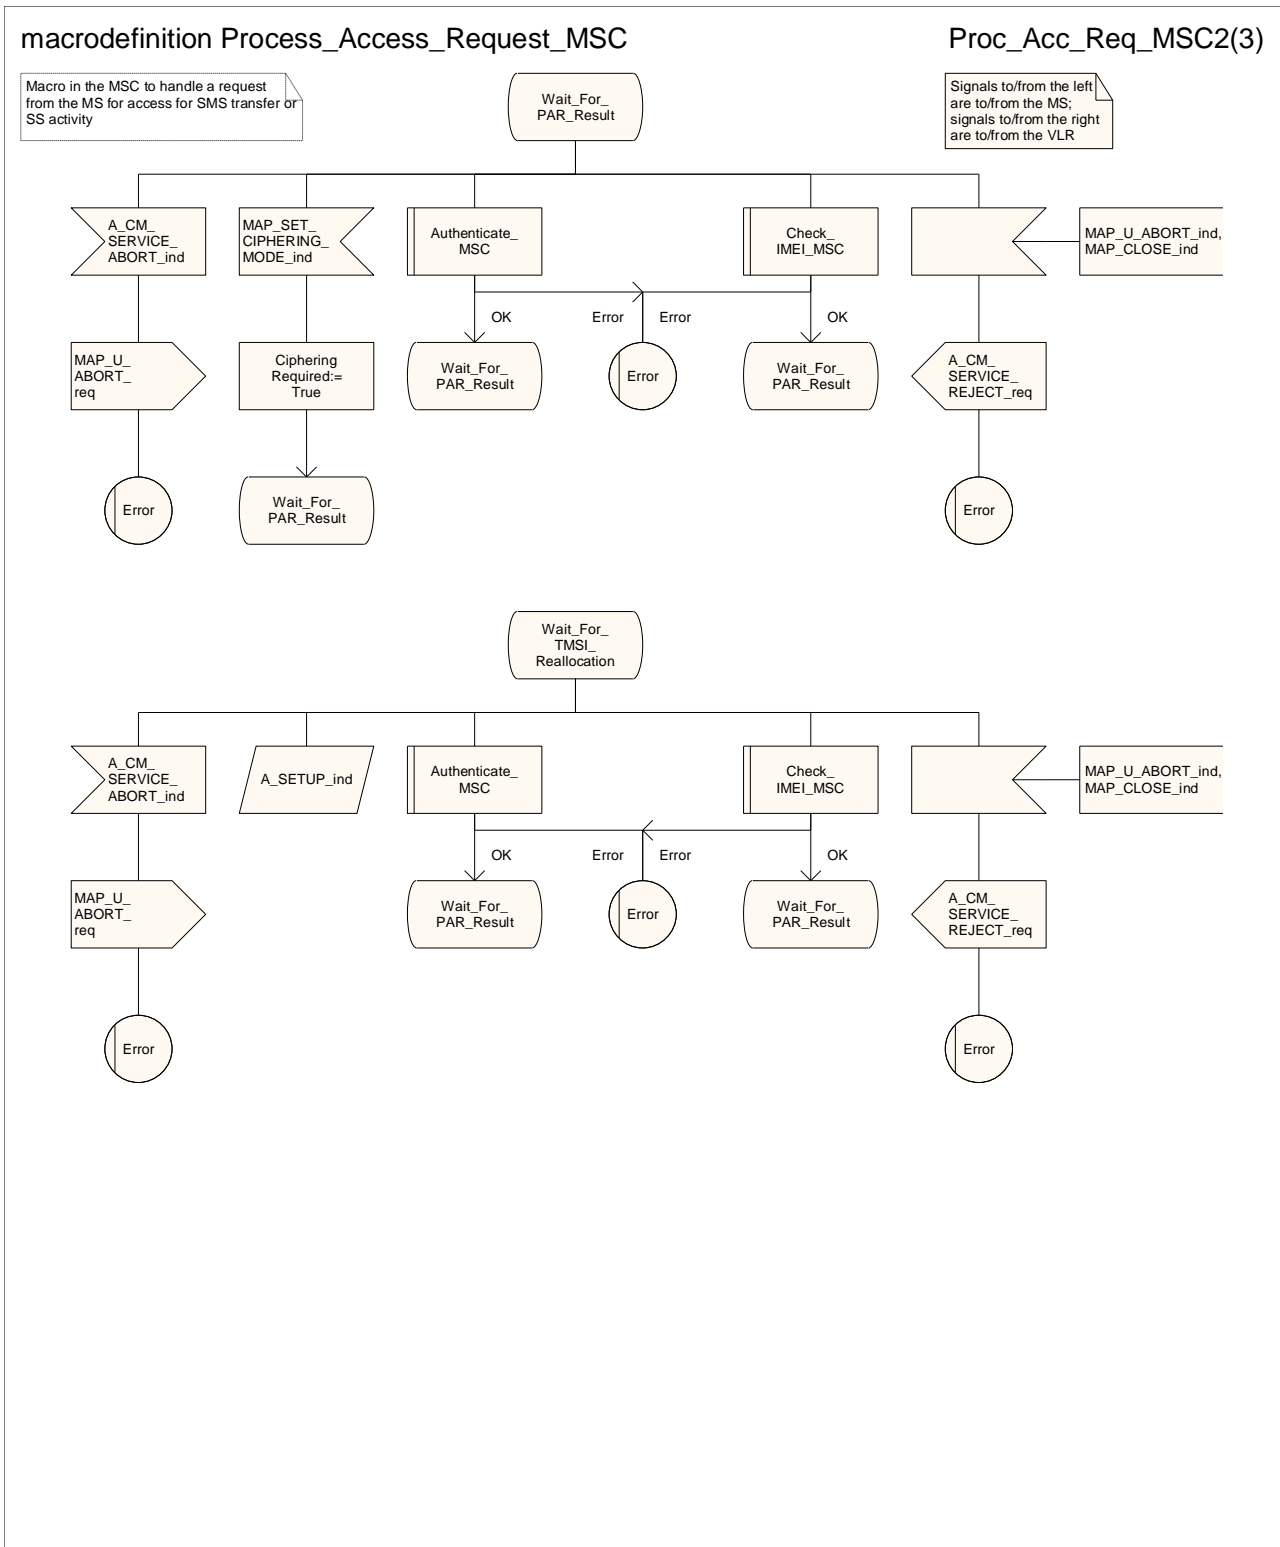 macrodefinition Process_Access_Request_MSC
Proc_Acc_Req_MSC2(3)
Macro in the MSC to handle a request
from the MS for access for SMS transfer or
SS activity
Wait_For_
PAR_Result
Signals to/from the left
are to/from the MS;
signals to/from the right
are to/from the VLR
A_CM_
SERVICE_
ABORT_ind
MAP_SET_
CIPHERING_
MODE_ind
Authenticate_
MSC
Check_
IMEI_MSC
MAP_U_ABORT_ind,
MAP_CLOSE_ind
OK
Error
Error
OK
MAP_U_
ABORT_
req
Ciphering
Required:=
True
Wait_For_
PAR_Result
Error
Wait_For_
PAR_Result
A_CM_
SERVICE_
REJECT_req
Error
Wait_For_
PAR_Result
Error
Wait_For_
TMSI_
Reallocation
A_CM_
SERVICE_
ABORT_ind
A_SETUP_ind
Authenticate_
MSC
Check_
IMEI_MSC
MAP_U_ABORT_ind,
MAP_CLOSE_ind
OK
Error
Error
OK
MAP_U_
ABORT_
req
Wait_For_
PAR_Result
Error
Wait_For_
PAR_Result
A_CM_
SERVICE_
REJECT_req
Error
Error